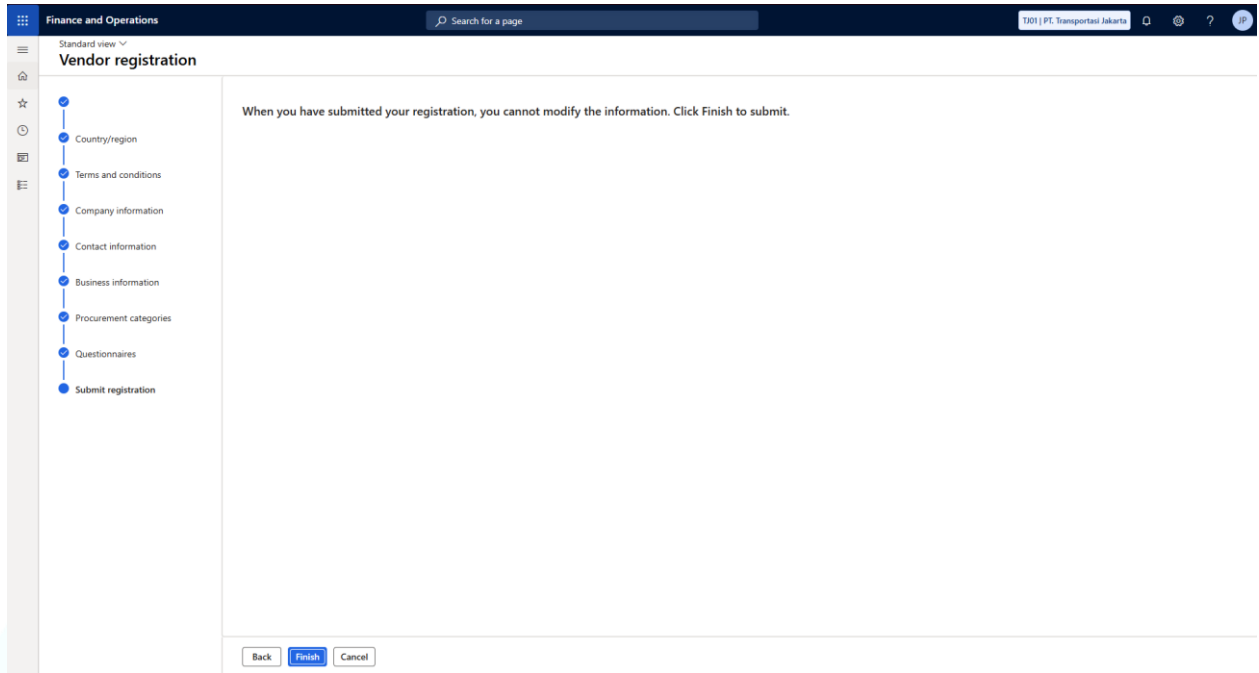 Finance and Operations
Search for a page
TJ01 | PT. Transportasi Jakarta
?
JP
Standard view
Vendor registration
When you have submitted your registration, you cannot modify the information. Click Finish to submit.
Country/region
Terms and conditions
Company information
Contact information
Business information
Procurement categories
Questionnaires
Submit registration
Back
Finish
Cancel